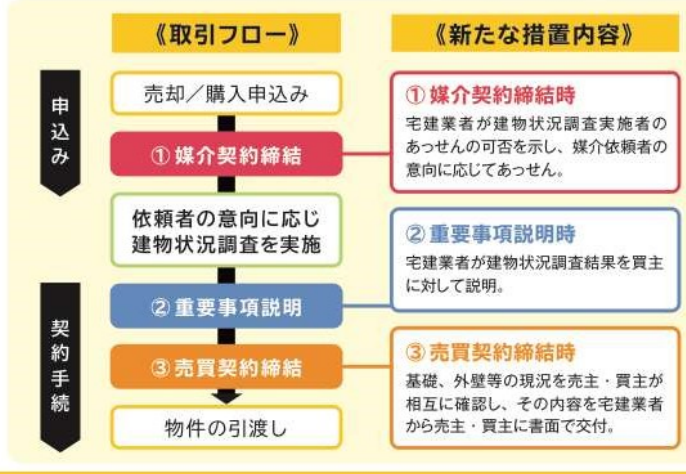 《取引フロー》
申込み
売却/購入申込み
①媒介契約締結
依頼者の意向に応じ
建物状況調査を実施
契約手続
②重要事項説明
③売買契約締結
物件の引渡し
《新たな措置内容》
①媒介契約締結時
宅建業者が建物状況調査実施者の
あっせんの可否を示し、媒介依頼者の
意向に応じてあっせん。
②重要事項説明時
宅建業者が建物状況調査結果を買主
に対して説明。
③売買契約締結時
基礎、外壁等の現況を売主・買主が
相互に確認し、その内容を宅建業者
から売主・買主に書面で交付。